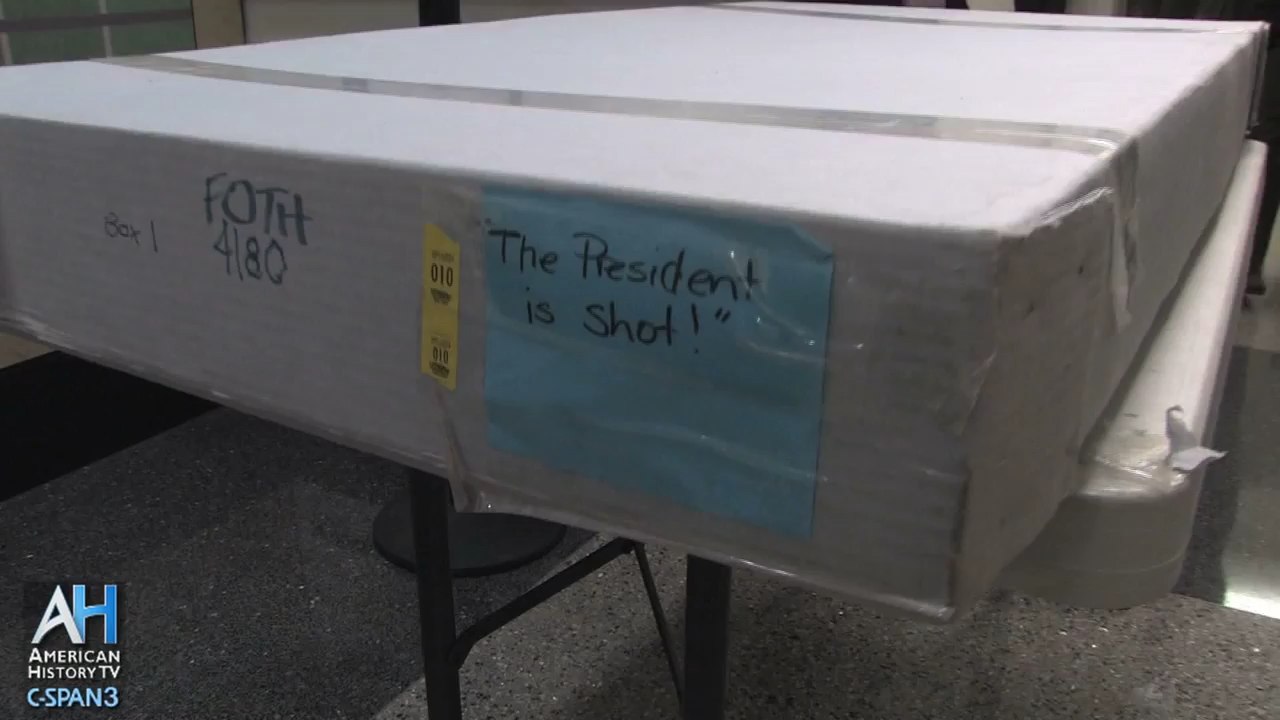 Box 1
FOTH
4180
010
010
"The President
is Shot!"
AH
AMERICAN
HISTORY TV
C-SPAN3